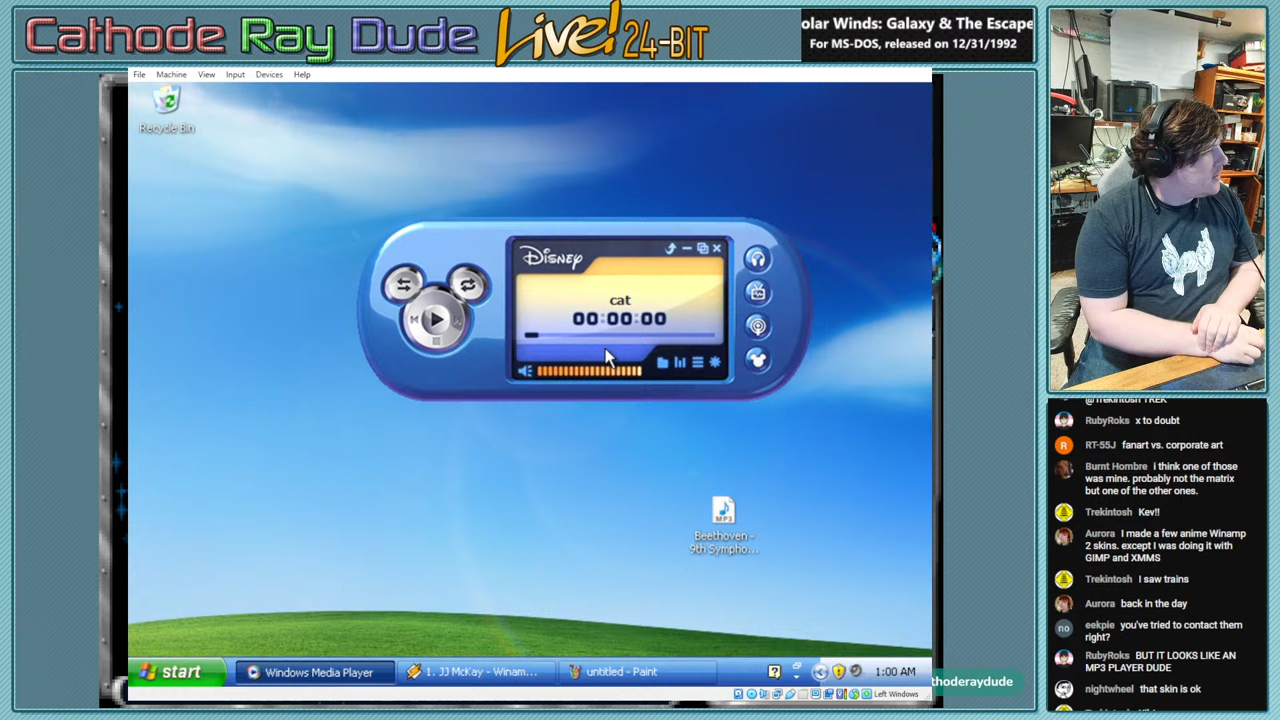 Cathode Ray Dude Live! 24-BIT
olar Winds: Galaxy & The Escape
For MS-DOS, released on 12/31/1992
File Machine View Input Devices Help
Recycle Bin
Disney
cat
00:00:00
MP3
Beethoven -
9th Sympho...
start
Windows Media Player
1. JJ McKay - Winam...
untitled - Paint
1:00 AM
Left Windows
thoderaydude
@Trekintosh TREK
RubyRoks x to doubt
RT-55J fanart vs. corporate art
Burnt Hombre i think one of those
was mine. probably not the matrix
but one of the other ones.
Trekintosh Kev!!
Aurora I made a few anime Winamp
2 skins. except I was doing it with
GIMP and XMMS
Trekintosh I saw trains
Aurora back in the day
no
eekpie you've tried to contact them
right?
RubyRoks BUT IT LOOKS LIKE AN
MP3 PLAYER DUDE
nightwheel that skin is ok